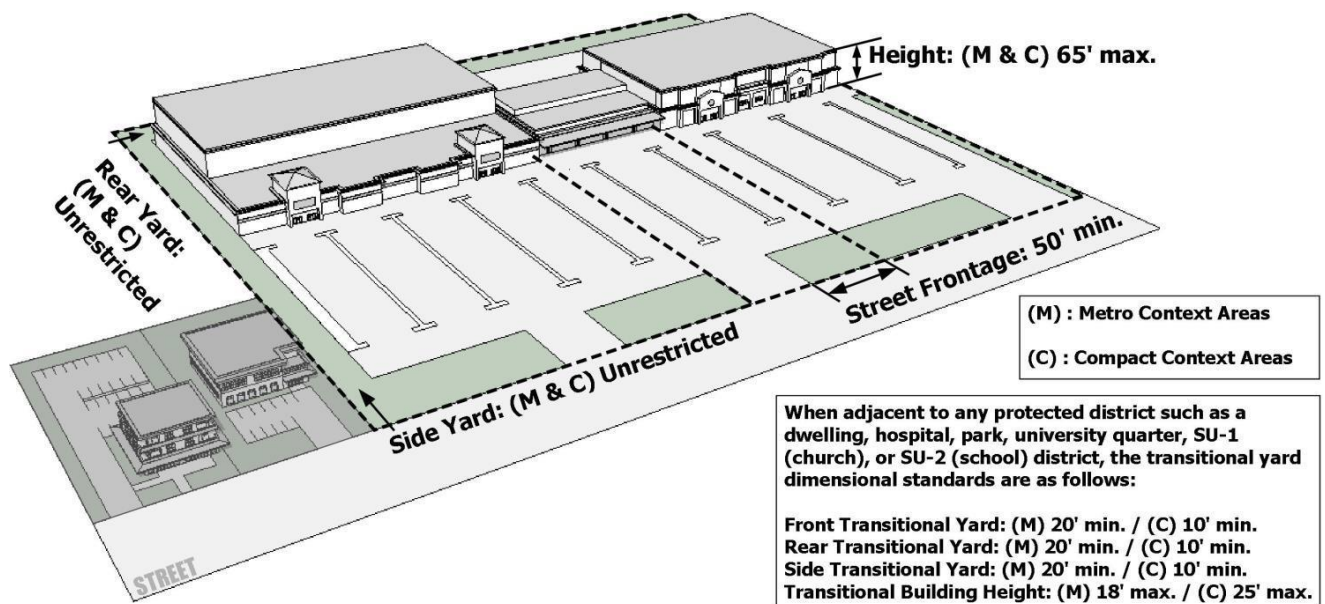 Height: (M & C) 65' max.
Rear Yard:
(M & C)
Unrestricted
Street Frontage: 50' min.
Side Yard: (M & C) Unrestricted
STREET
(M) : Metro Context Areas
(C) : Compact Context Areas
When adjacent to any protected district such as a
dwelling, hospital, park, university quarter, SU-1
(church), or SU-2 (school) district, the transitional yard
dimensional standards are as follows:
Front Transitional Yard: (M) 20' min. / (C) 10' min.
Rear Transitional Yard: (M) 20' min. / (C) 10' min.
Side Transitional Yard: (M) 20' min. / (C) 10' min.
Transitional Building Height: (M) 18' max. / (C) 25' max.